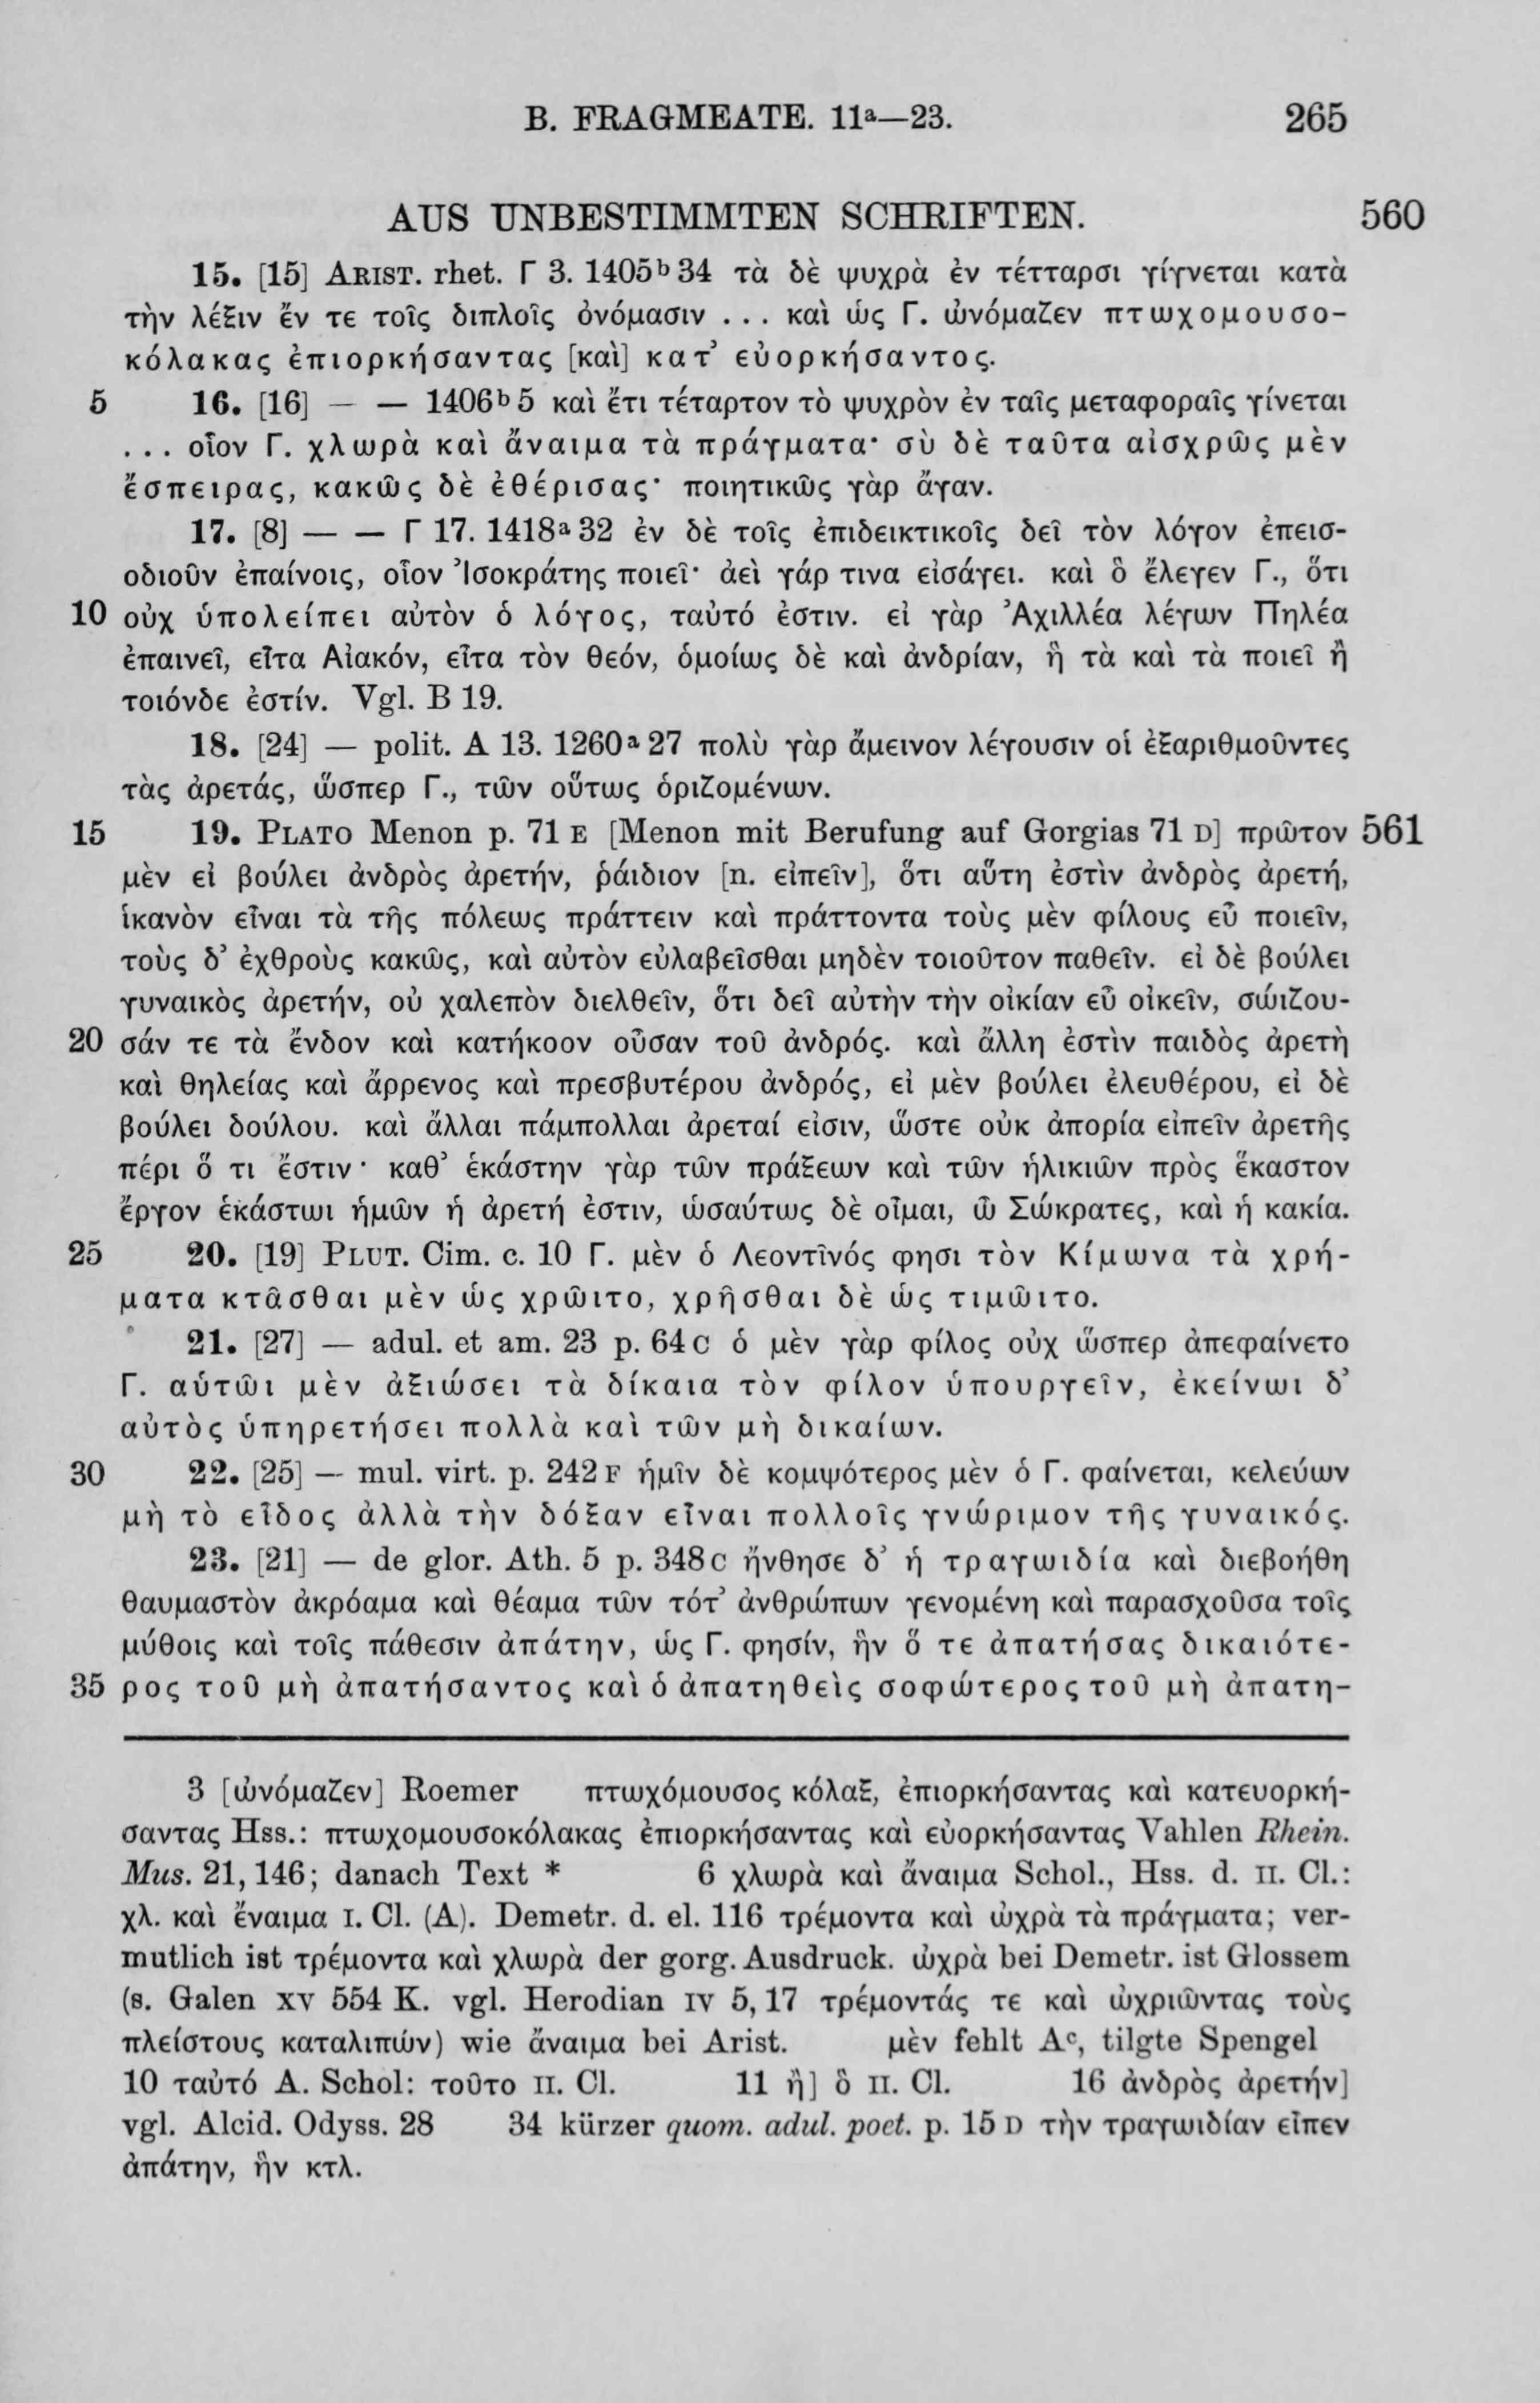 B. FRAGMEATE. 11ª—23. 265
AUS UNBESTIMMTEN SCHRIFTEN. 560
15. [15] ARIST. rhet. Γ 3. 1405ᵇ 34 τὰ δὲ ψυχρὰ ἐν τέτταρσι γίγνεται κατὰ
τὴν λέξιν ἔν τε τοῖς διπλοῖς ὀνόμασιν ... καὶ ὡς Γ. ὠνόμαζεν πτωχομουσο-
κόλακας ἐπιορκήσαντας [καὶ] κατ' εὐορκήσαντος.
5 16. [16] — — 1406ᵇ 5 καὶ ἔτι τέταρτον τὸ ψυχρὸν ἐν ταῖς μεταφοραῖς γίνεται
... οἷον Γ. χλωρὰ καὶ ἄναιμα τὰ πράγματα· σὺ δὲ ταῦτα αἰσχρῶς μὲν
ἔσπειρας, κακῶς δὲ ἐθέρισας· ποιητικῶς γὰρ ἄγαν.
17. [8] — — Γ 17. 1418ª 32 ἐν δὲ τοῖς ἐπιδεικτικοῖς δεῖ τὸν λόγον ἐπεισ-
οδιοῦν ἐπαίνοις, οἷον Ἰσοκράτης ποιεῖ· ἀεὶ γάρ τινα εἰσάγει. καὶ ὃ ἔλεγεν Γ., ὅτι
10 οὐχ ὑπολείπει αὐτὸν ὁ λόγος, ταὐτό ἐστιν. εἰ γὰρ Ἀχιλλέα λέγων Πηλέα
ἐπαινεῖ, εἶτα Αἰακόν, εἶτα τὸν θεόν, ὁμοίως δὲ καὶ ἀνδρίαν, ἣ τὰ καὶ τὰ ποιεῖ ἢ
τοιόνδε ἐστίν. Vgl. B 19.
18. [24] — polit. A 13. 1260ª 27 πολὺ γὰρ ἄμεινον λέγουσιν οἱ ἐξαριθμοῦντες
τὰς ἀρετάς, ὥσπερ Γ., τῶν οὕτως ὁριζομένων.
15 19. PLATO Menon p. 71 E [Menon mit Berufung auf Gorgias 71 D] πρῶτον 561
μὲν εἰ βούλει ἀνδρὸς ἀρετήν, ῥάιδιον [n. εἰπεῖν], ὅτι αὕτη ἐστὶν ἀνδρὸς ἀρετή,
ἱκανὸν εἶναι τὰ τῆς πόλεως πράττειν καὶ πράττοντα τοὺς μὲν φίλους εὖ ποιεῖν,
τοὺς δ' ἐχθροὺς κακῶς, καὶ αὐτὸν εὐλαβεῖσθαι μηδὲν τοιοῦτον παθεῖν. εἰ δὲ βούλει
γυναικὸς ἀρετήν, οὐ χαλεπὸν διελθεῖν, ὅτι δεῖ αὐτὴν τὴν οἰκίαν εὖ οἰκεῖν, σώιζου-
20 σάν τε τὰ ἔνδον καὶ κατήκοον οὖσαν τοῦ ἀνδρός. καὶ ἄλλη ἐστὶν παιδὸς ἀρετὴ
καὶ θηλείας καὶ ἄρρενος καὶ πρεσβυτέρου ἀνδρός, εἰ μὲν βούλει ἐλευθέρου, εἰ δὲ
βούλει δούλου. καὶ ἄλλαι πάμπολλαι ἀρεταί εἰσιν, ὥστε οὐκ ἀπορία εἰπεῖν ἀρετῆς
πέρι ὅ τι ἔστιν· καθ' ἑκάστην γὰρ τῶν πράξεων καὶ τῶν ἡλικιῶν πρὸς ἕκαστον
ἔργον ἑκάστωι ἡμῶν ἡ ἀρετή ἐστιν, ὡσαύτως δὲ οἶμαι, ὦ Σώκρατες, καὶ ἡ κακία.
25 20. [19] PLUT. Cim. c. 10 Γ. μὲν ὁ Λεοντῖνός φησι τὸν Κίμωνα τὰ χρή-
ματα κτᾶσθαι μὲν ὡς χρῶιτο, χρῆσθαι δὲ ὡς τιμῶιτο.
21. [27] — adul. et am. 23 p. 64 C ὁ μὲν γὰρ φίλος οὐχ ὥσπερ ἀπεφαίνετο
Γ. αὑτῶι μὲν ἀξιώσει τὰ δίκαια τὸν φίλον ὑπουργεῖν, ἐκείνωι δ'
αὐτὸς ὑπηρετήσει πολλὰ καὶ τῶν μὴ δικαίων.
30 22. [25] — mul. virt. p. 242 F ἡμῖν δὲ κομψότερος μὲν ὁ Γ. φαίνεται, κελεύων
μὴ τὸ εἶδος ἀλλὰ τὴν δόξαν εἶναι πολλοῖς γνώριμον τῆς γυναικός.
23. [21] — de glor. Ath. 5 p. 348 C ἤνθησε δ' ἡ τραγωιδία καὶ διεβοήθη
θαυμαστὸν ἀκρόαμα καὶ θέαμα τῶν τότ' ἀνθρώπων γενομένη καὶ παρασχοῦσα τοῖς
μύθοις καὶ τοῖς πάθεσιν ἀπάτην, ὡς Γ. φησίν, ἣν ὅ τε ἀπατήσας δικαιότε-
35 ρος τοῦ μὴ ἀπατήσαντος καὶ ὁ ἀπατηθεὶς σοφώτερος τοῦ μὴ ἀπατη-
3 [ὠνόμαζεν] Roemer πτωχόμουσος κόλαξ, ἐπιορκήσαντας καὶ κατευορκή-
σαντας Hss.: πτωχομουσοκόλακας ἐπιορκήσαντας καὶ εὐορκήσαντας Vahlen Rhein.
Mus. 21, 146; danach Text * 6 χλωρὰ καὶ ἄναιμα Schol., Hss. d. II. Cl.:
χλ. καὶ ἔναιμα I. Cl. (A). Demetr. d. el. 116 τρέμοντα καὶ ὠχρὰ τὰ πράγματα; ver-
mutlich ist τρέμοντα καὶ χλωρὰ der gorg. Ausdruck. ὠχρὰ bei Demetr. ist Glossem
(s. Galen XV 554 K. vgl. Herodian IV 5, 17 τρέμοντάς τε καὶ ὠχριῶντας τοὺς
πλείστους καταλιπών) wie ἄναιμα bei Arist. μὲν fehlt Aᶜ, tilgte Spengel
10 ταὐτό A. Schol: τοῦτο II. Cl. 11 ἢ] ὃ II. Cl. 16 ἀνδρὸς ἀρετήν]
vgl. Alcid. Odyss. 28 34 kürzer quom. adul. poet. p. 15 D τὴν τραγωιδίαν εἶπεν
ἀπάτην, ἣν κτλ.